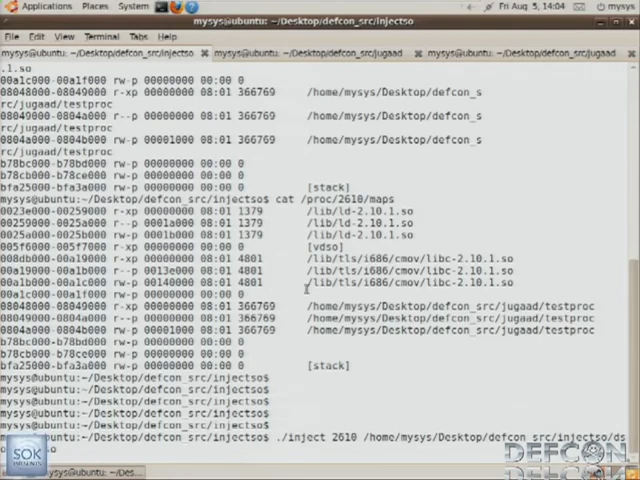 Applications Places System Fri Aug 5, 14:04 mysys
mysys@ubuntu: ~/Desktop/defcon_src/injectso
File Edit View Terminal Tabs Help
mysys@ubuntu: ~/Desktop/defcon_src/injectso mysys@ubuntu: ~/Desktop/defcon_src/jugaad mysys@ubuntu: ~/Desktop/defcon_src/jugaad
.1.so
00a1c000-00a1f000 rw-p 00000000 00:00 0
08048000-08049000 r-xp 00000000 08:01 366769 /home/mysys/Desktop/defcon_s
rc/jugaad/testproc
08049000-0804a000 r--p 00000000 08:01 366769 /home/mysys/Desktop/defcon_s
rc/jugaad/testproc
0804a000-0804b000 rw-p 00001000 08:01 366769 /home/mysys/Desktop/defcon_s
rc/jugaad/testproc
b78bc000-b78bd000 rw-p 00000000 00:00 0
b78cb000-b78ce000 rw-p 00000000 00:00 0
bfa25000-bfa3a000 rw-p 00000000 00:00 0 [stack]
mysys@ubuntu:~/Desktop/defcon_src/injectso$ cat /proc/2610/maps
0023e000-00259000 r-xp 00000000 08:01 1379 /lib/ld-2.10.1.so
00259000-0025a000 r--p 0001a000 08:01 1379 /lib/ld-2.10.1.so
0025a000-0025b000 rw-p 0001b000 08:01 1379 /lib/ld-2.10.1.so
005f6000-005f7000 r-xp 00000000 00:00 0 [vdso]
008db000-00a19000 r-xp 00000000 08:01 4801 /lib/tls/i686/cmov/libc-2.10.1.so
00a19000-00a1b000 r--p 0013e000 08:01 4801 /lib/tls/i686/cmov/libc-2.10.1.so
00a1b000-00a1c000 rw-p 00140000 08:01 4801 /lib/tls/i686/cmov/libc-2.10.1.so
00a1c000-00a1f000 rw-p 00000000 00:00 0
08048000-08049000 r-xp 00000000 08:01 366769 /home/mysys/Desktop/defcon_src/jugaad/testproc
08049000-0804a000 r--p 00000000 08:01 366769 /home/mysys/Desktop/defcon_src/jugaad/testproc
0804a000-0804b000 rw-p 00001000 08:01 366769 /home/mysys/Desktop/defcon_src/jugaad/testproc
b78bc000-b78bd000 rw-p 00000000 00:00 0
b78cb000-b78ce000 rw-p 00000000 00:00 0
bfa25000-bfa3a000 rw-p 00000000 00:00 0 [stack]
mysys@ubuntu:~/Desktop/defcon_src/injectso$
mysys@ubuntu:~/Desktop/defcon_src/injectso$
mysys@ubuntu:~/Desktop/defcon_src/injectso$
mysys@ubuntu:~/Desktop/defcon_src/injectso$ ./inject 2610 /home/mysys/Desktop/defcon_src/injectso/ds
so
SOK
PRESENTS
DEFCON
mysys@ubuntu: ~/Des...